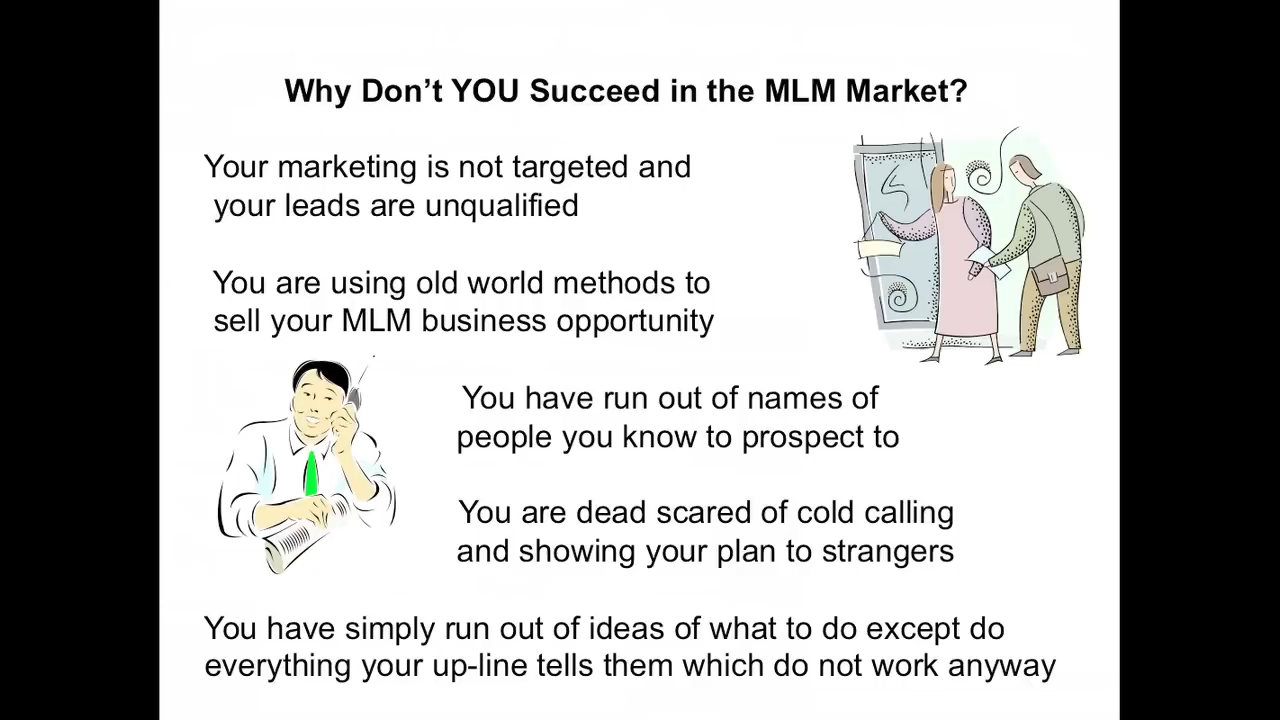 Why Don’t YOU Succeed in the MLM Market?
Your marketing is not targeted and
your leads are unqualified
You are using old world methods to
sell your MLM business opportunity
You have run out of names of
people you know to prospect to
You are dead scared of cold calling
and showing your plan to strangers
You have simply run out of ideas of what to do except do
everything your up-line tells them which do not work anyway